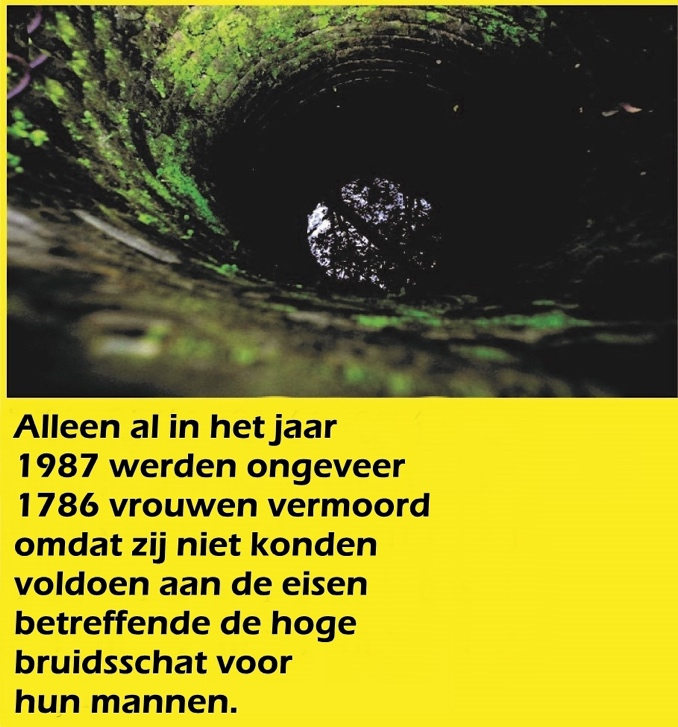 Alleen al in het jaar
1987 werden ongeveer
1786 vrouwen vermoord
omdat zij niet konden
voldoen aan de eisen
betreffende de hoge
bruidsschat voor
hun mannen.